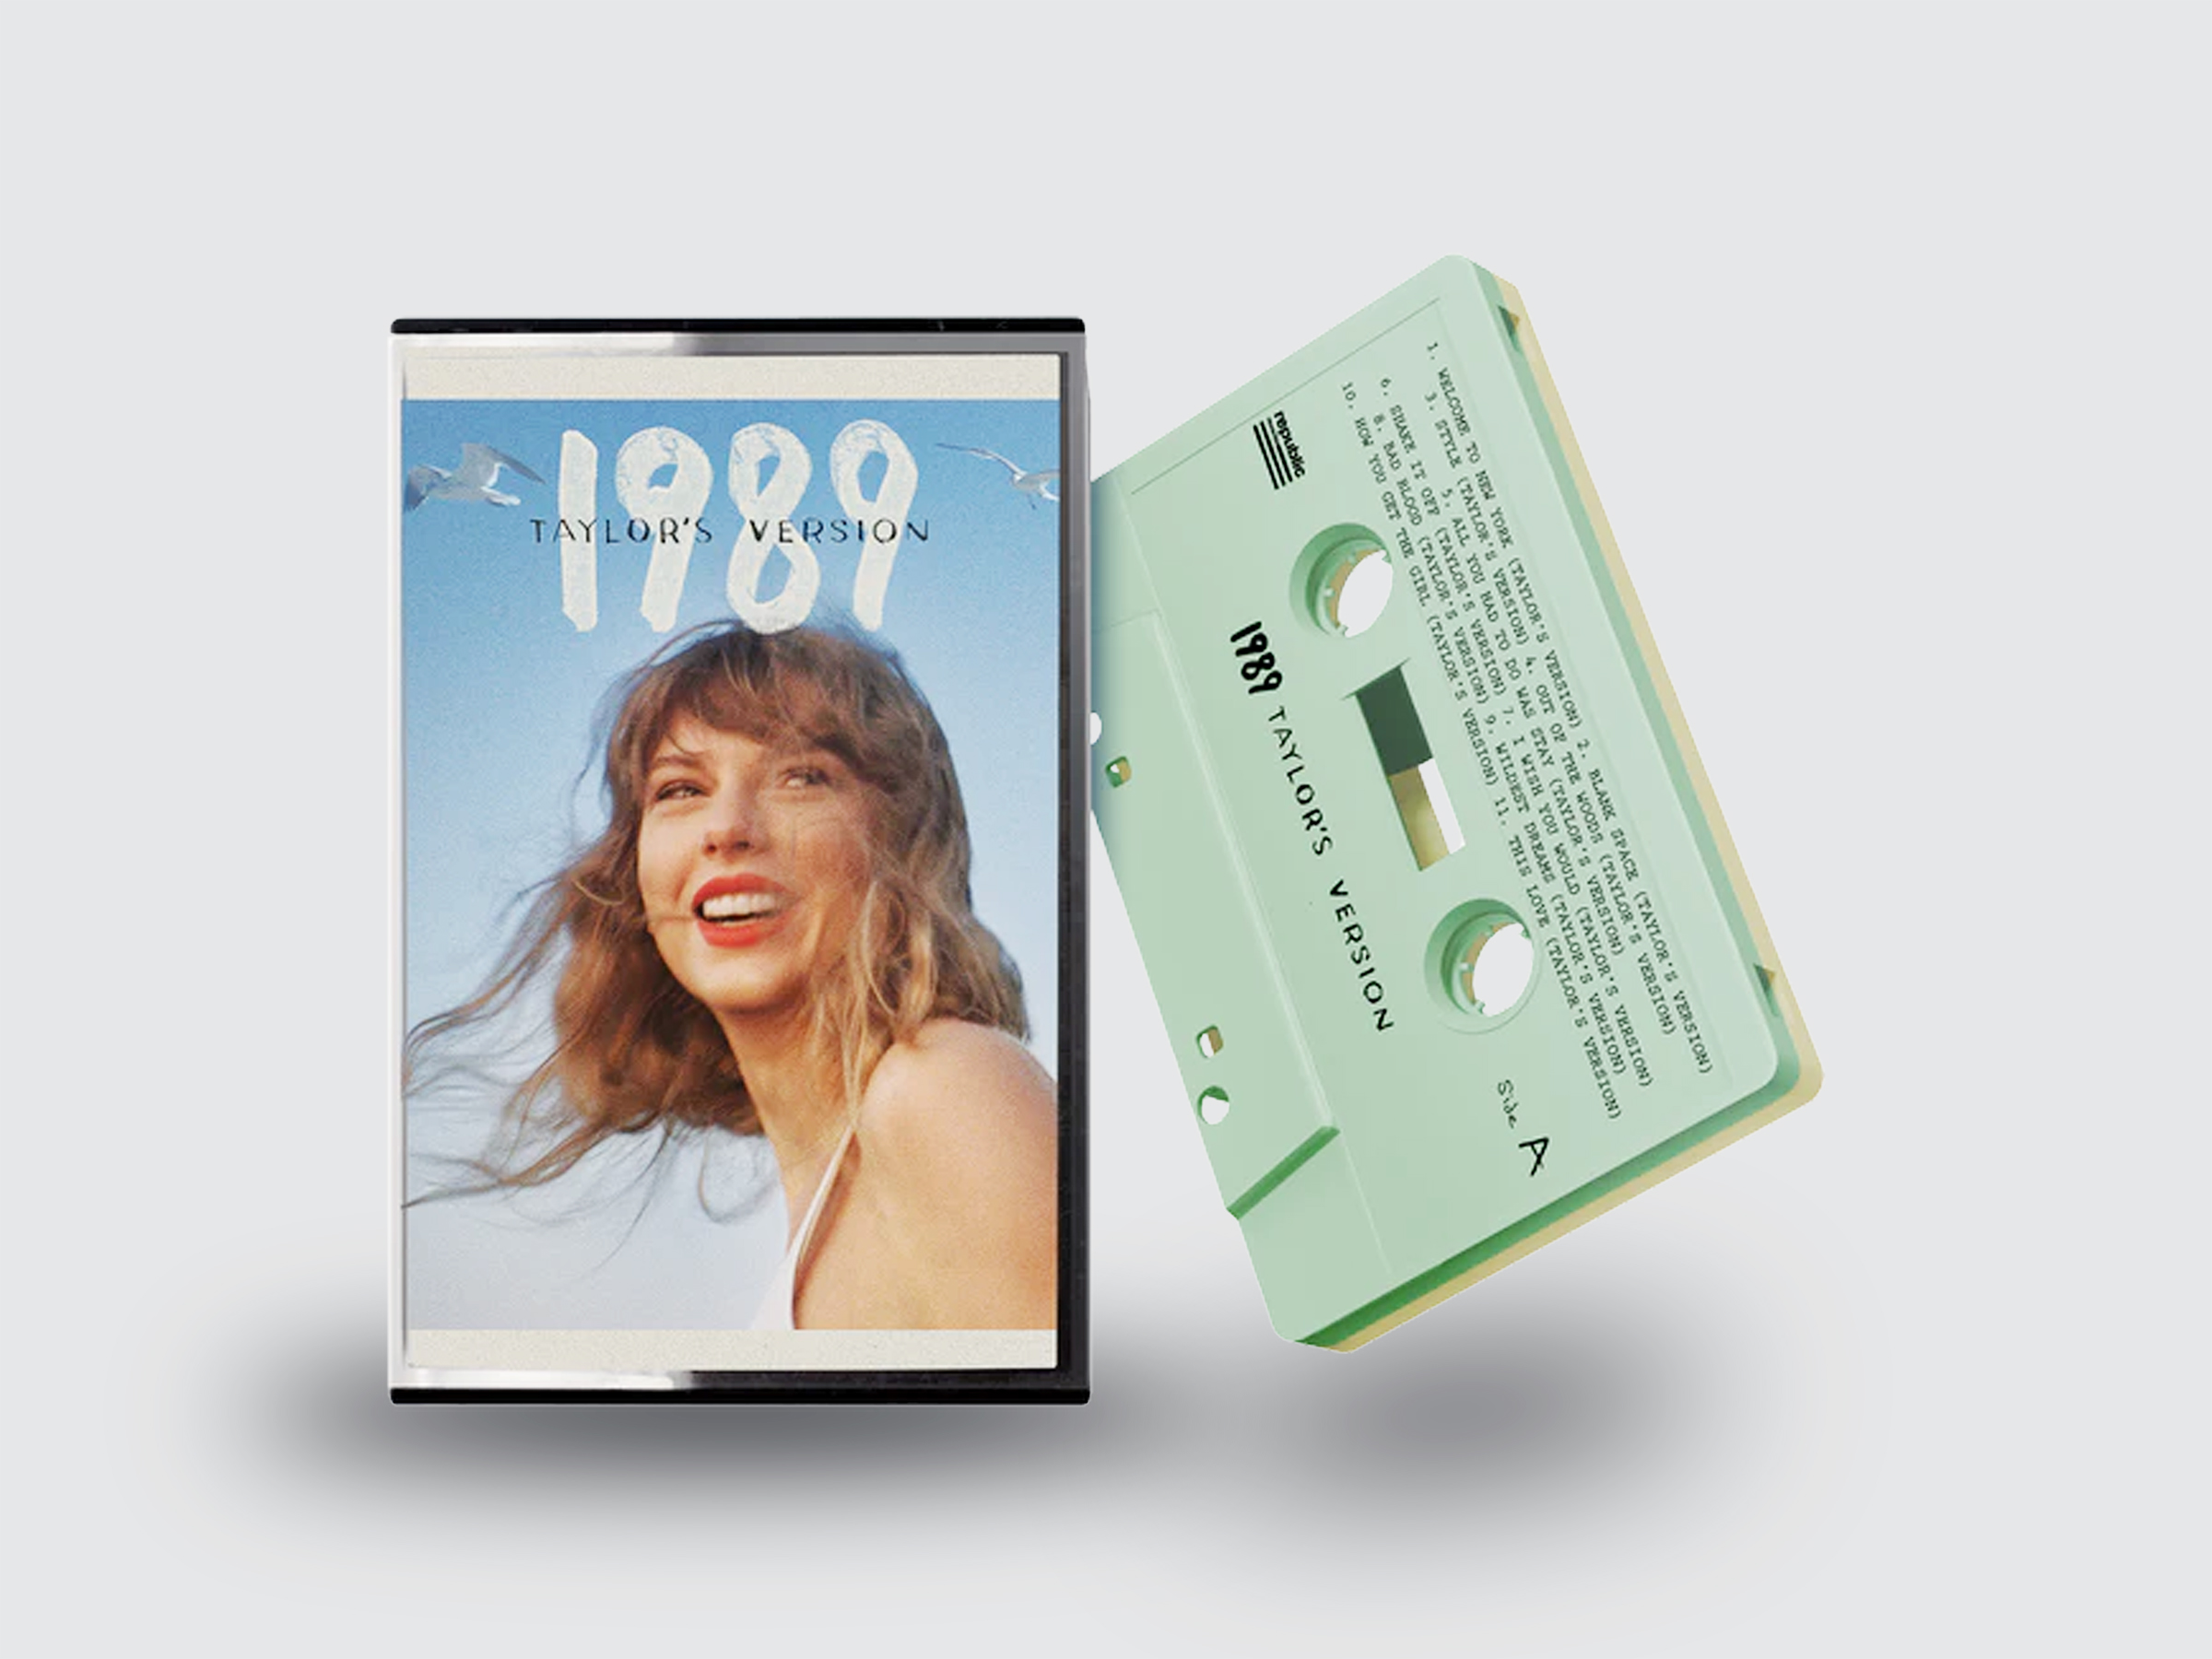 1989
TAYLOR'S VERSION
1. WELCOME TO NEW YORK (TAYLOR'S VERSION) 2. BLANK SPACE (TAYLOR'S VERSION)
3. STYLE (TAYLOR'S VERSION) 4. OUT OF THE WOODS (TAYLOR'S VERSION)
5. ALL YOU HAD TO DO WAS STAY (TAYLOR'S VERSION)
6. SHAKE IT OFF (TAYLOR'S VERSION) 7. I WISH YOU WOULD (TAYLOR'S VERSION)
8. BAD BLOOD (TAYLOR'S VERSION) 9. WILDEST DREAMS (TAYLOR'S VERSION)
10. HOW YOU GET THE GIRL (TAYLOR'S VERSION) 11. THIS LOVE (TAYLOR'S VERSION)
republic
Side A
1989 TAYLOR'S VERSION